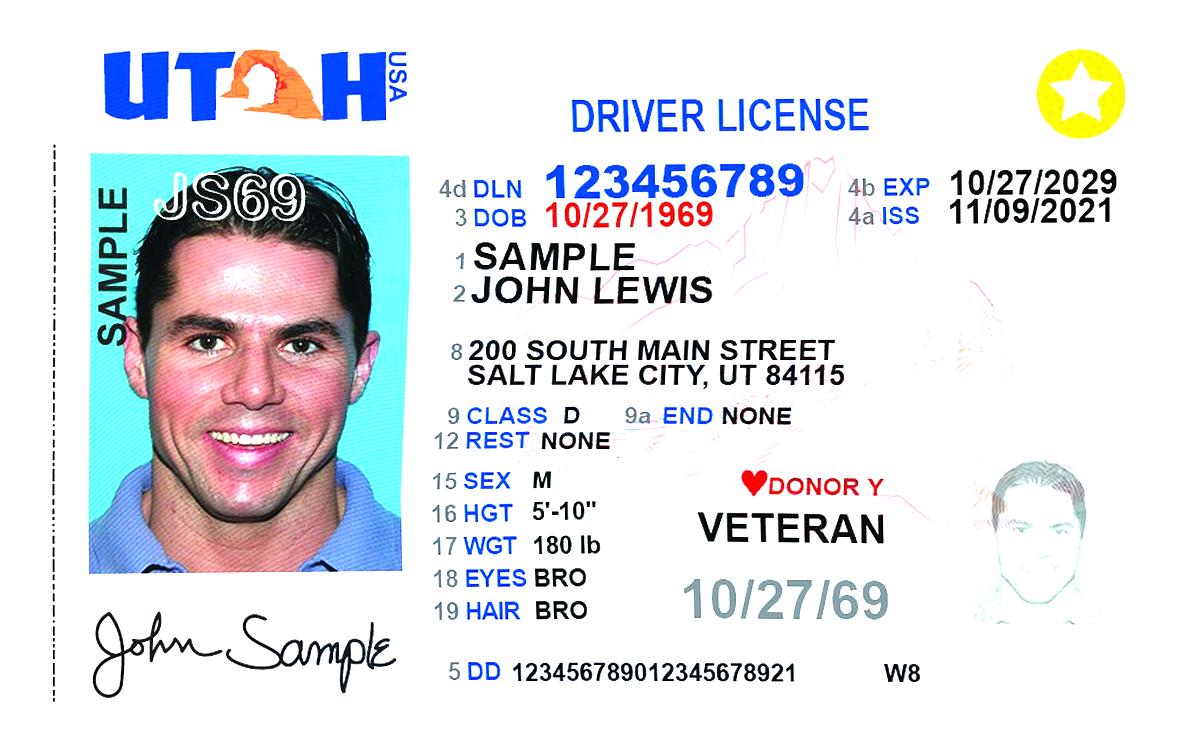 UTAH USA
DRIVER LICENSE
SAMPLE
JS69
4d DLN 123456789 4b EXP 10/27/2029
3 DOB 10/27/1969 4a ISS 11/09/2021
1 SAMPLE
2 JOHN LEWIS
8 200 SOUTH MAIN STREET
SALT LAKE CITY, UT 84115
9 CLASS D 9a END NONE
12 REST NONE
15 SEX M
16 HGT 5'-10"
17 WGT 180 lb
18 EYES BRO
19 HAIR BRO
♥DONOR Y
VETERAN
10/27/69
John Sample
5 DD 123456789012345678921 W8